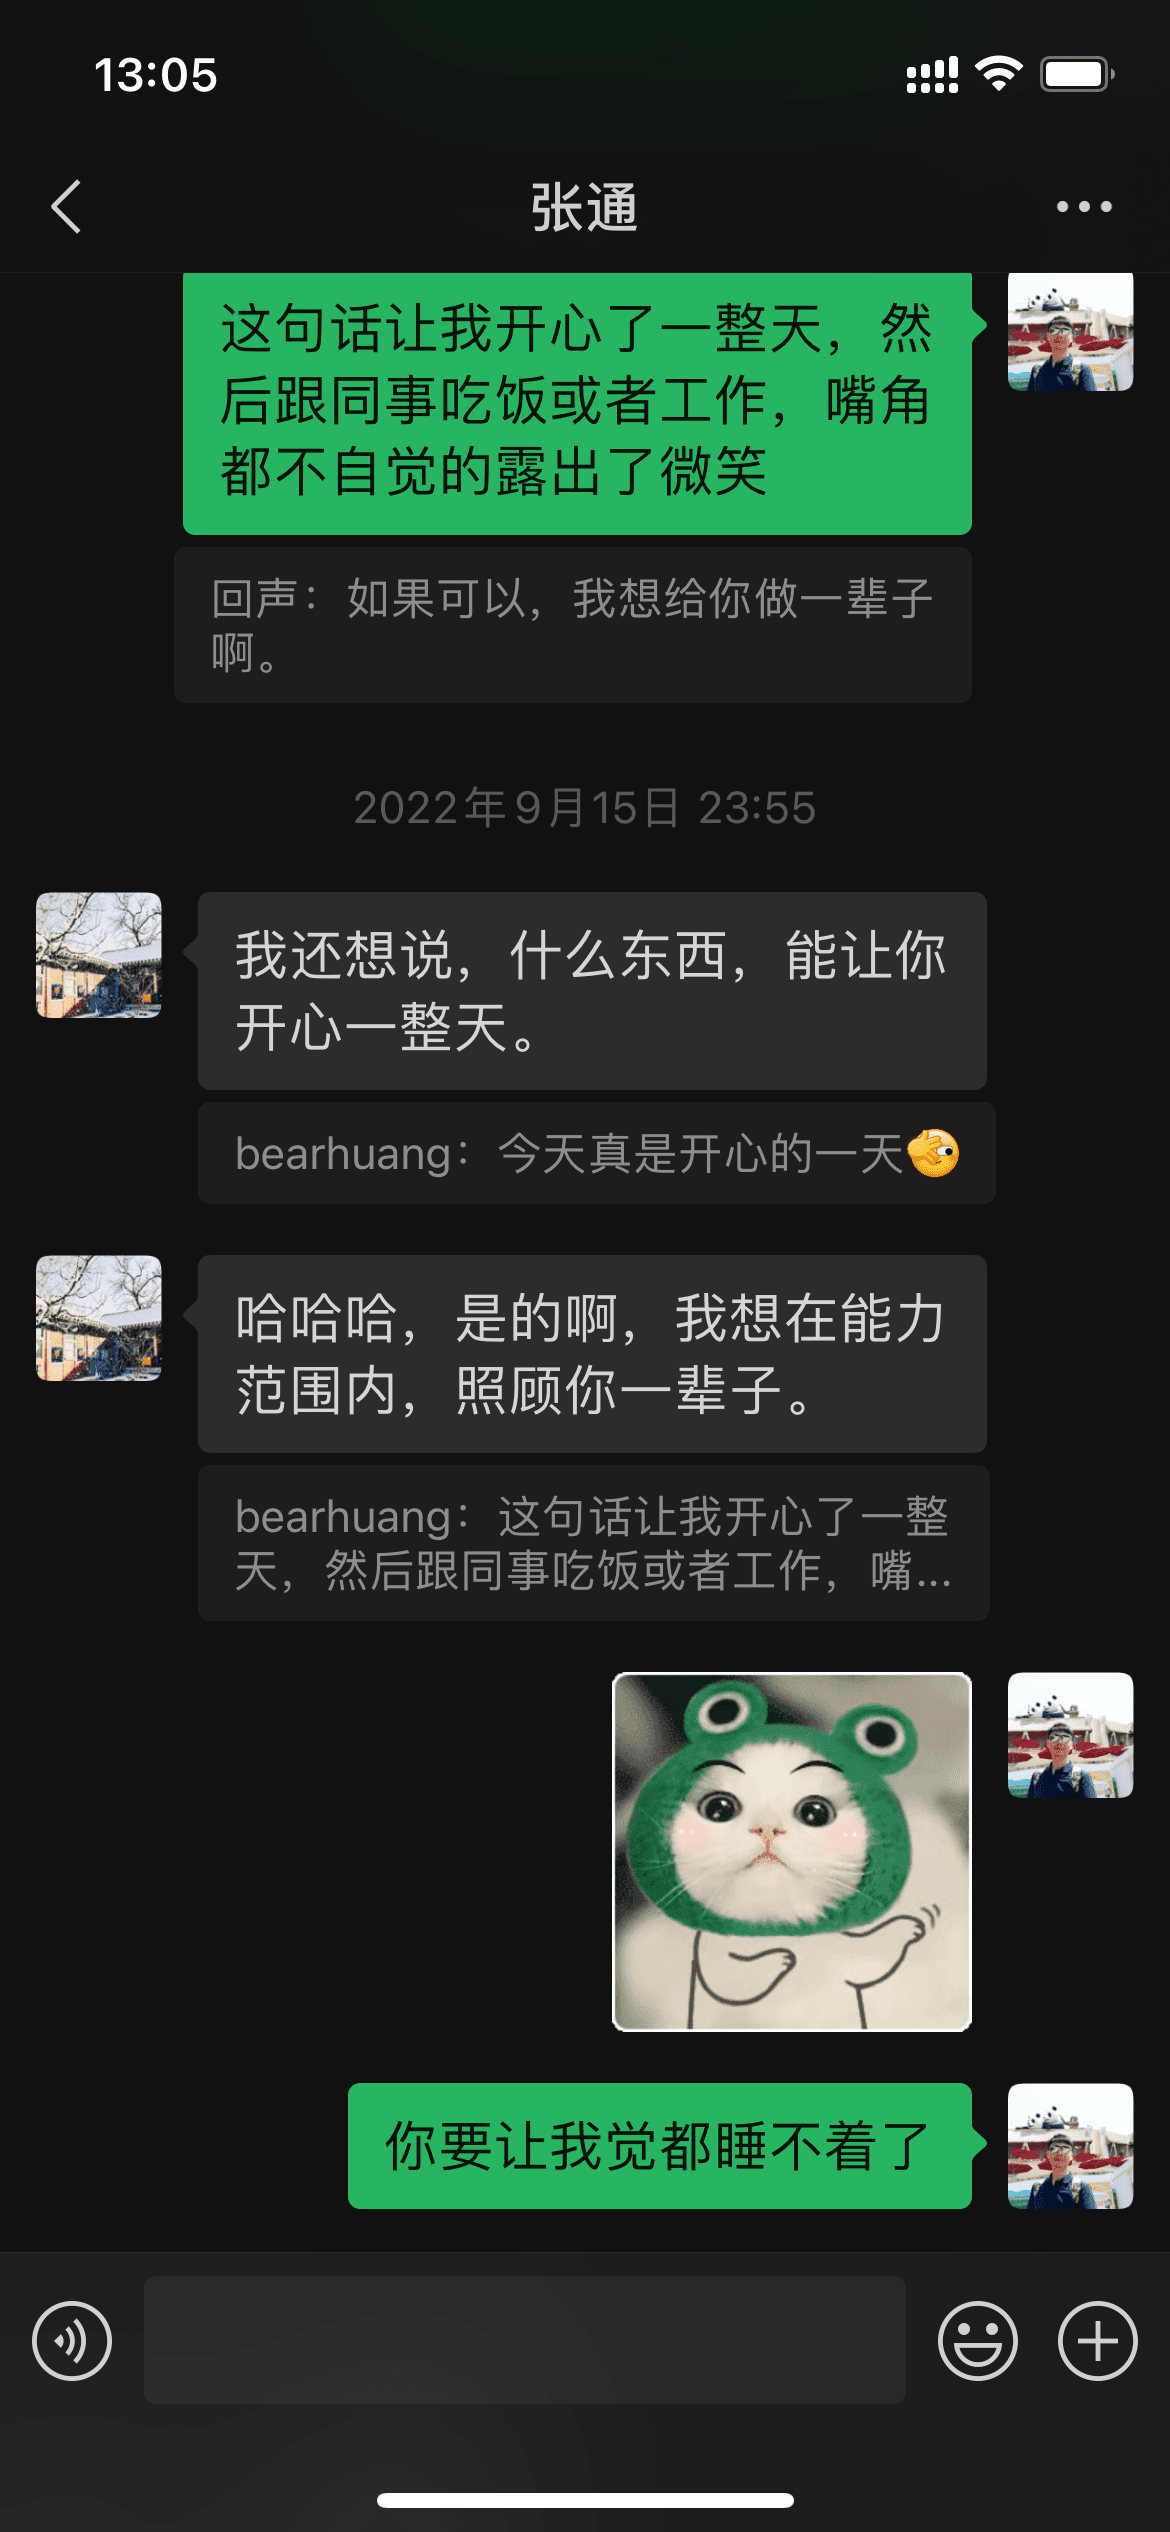 13:05
张通
这句话让我开心了一整天，然
后跟同事吃饭或者工作，嘴角
都不自觉的露出了微笑
回声：如果可以，我想给你做一辈子
啊。
2022年9月15日 23:55
我还想说，什么东西，能让你
开心一整天。
bearhuang：今天真是开心的一天🫣
哈哈哈，是的啊，我想在能力
范围内，照顾你一辈子。
bearhuang：这句话让我开心了一整
天，然后跟同事吃饭或者工作，嘴...
你要让我觉都睡不着了